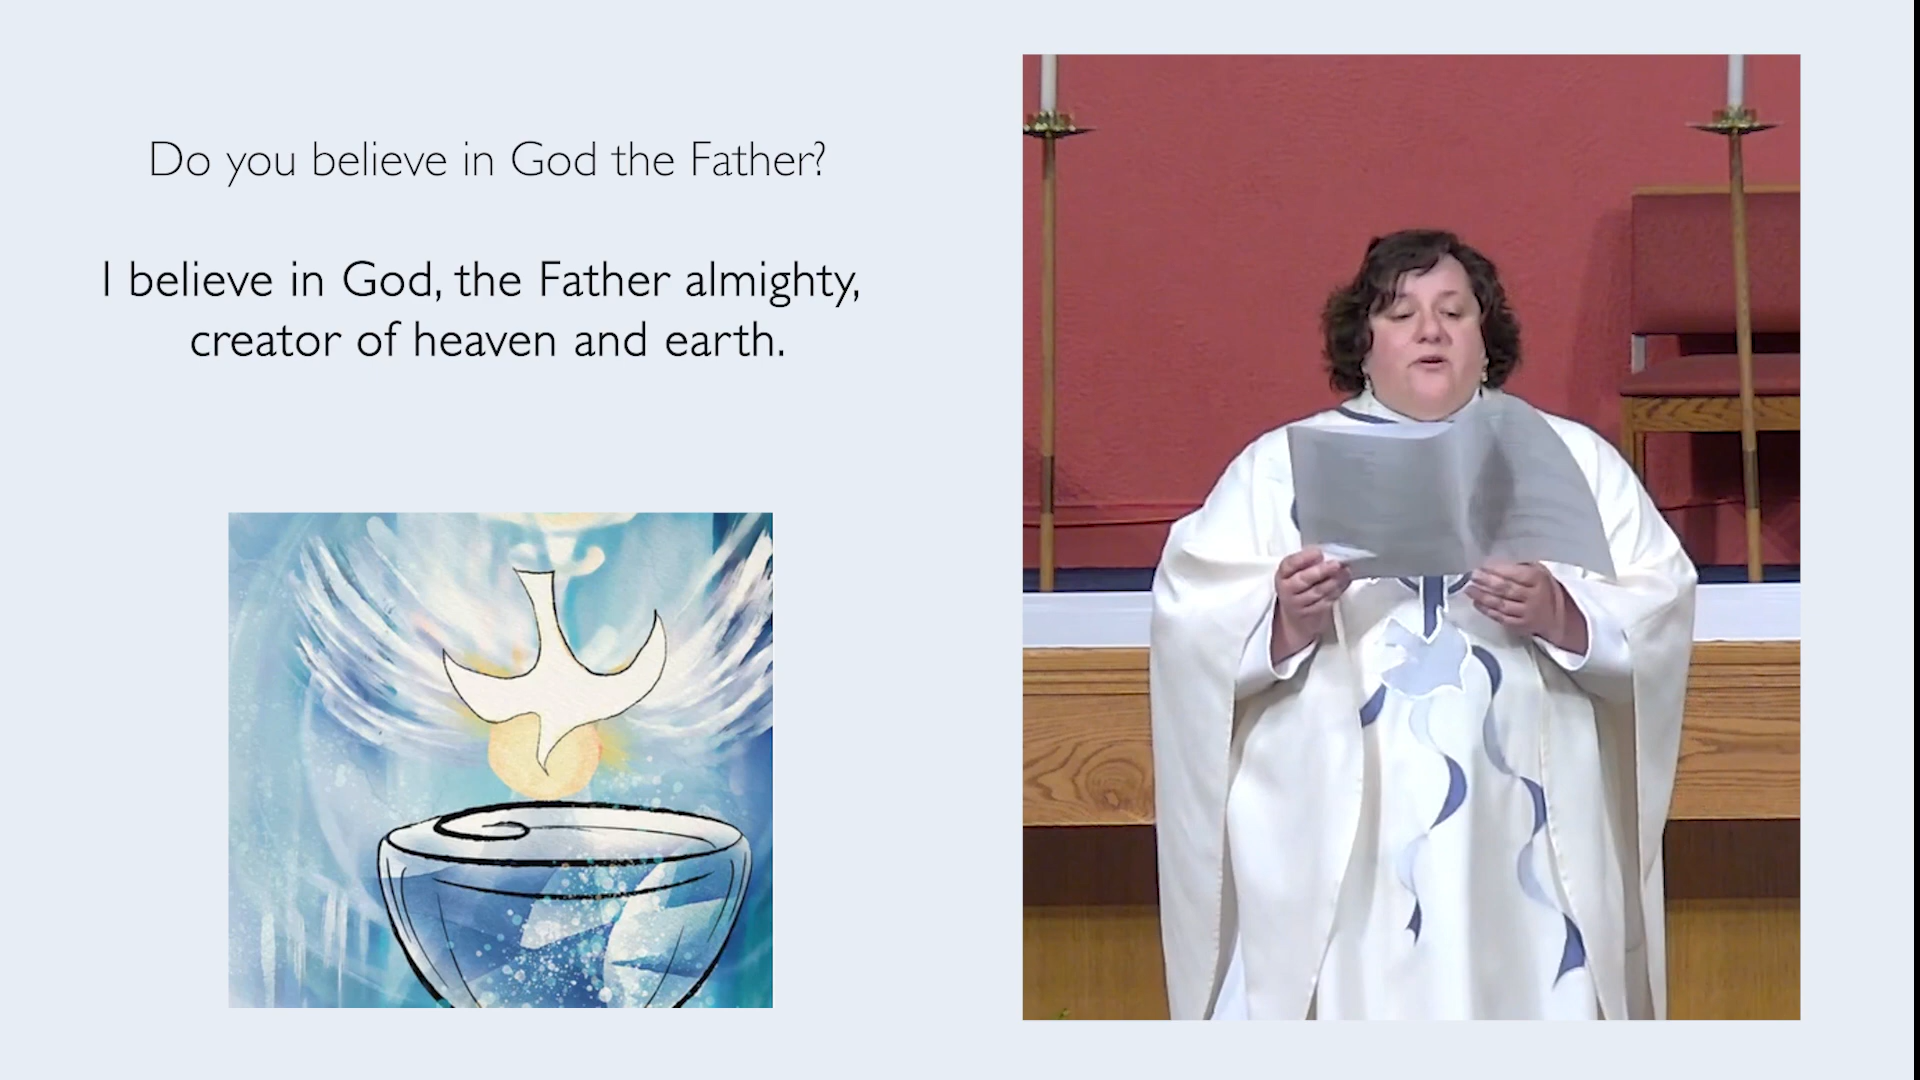 Do you believe in God the Father?
I believe in God, the Father almighty,
creator of heaven and earth.